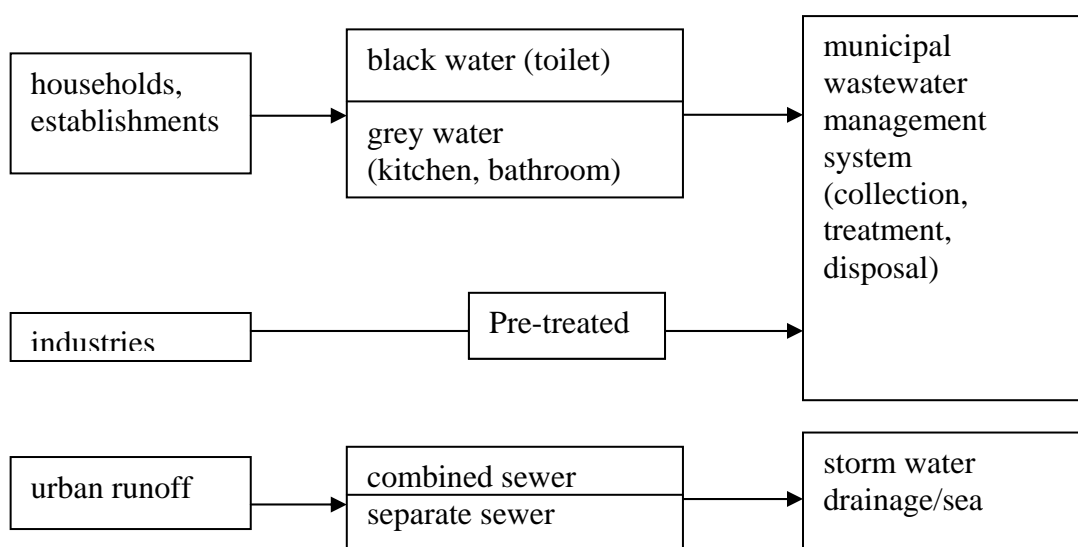 households,
establishments
black water (toilet)
grey water
(kitchen, bathroom)
municipal
wastewater
management
system
(collection,
treatment,
disposal)
industries
Pre-treated
urban runoff
combined sewer
separate sewer
storm water
drainage/sea